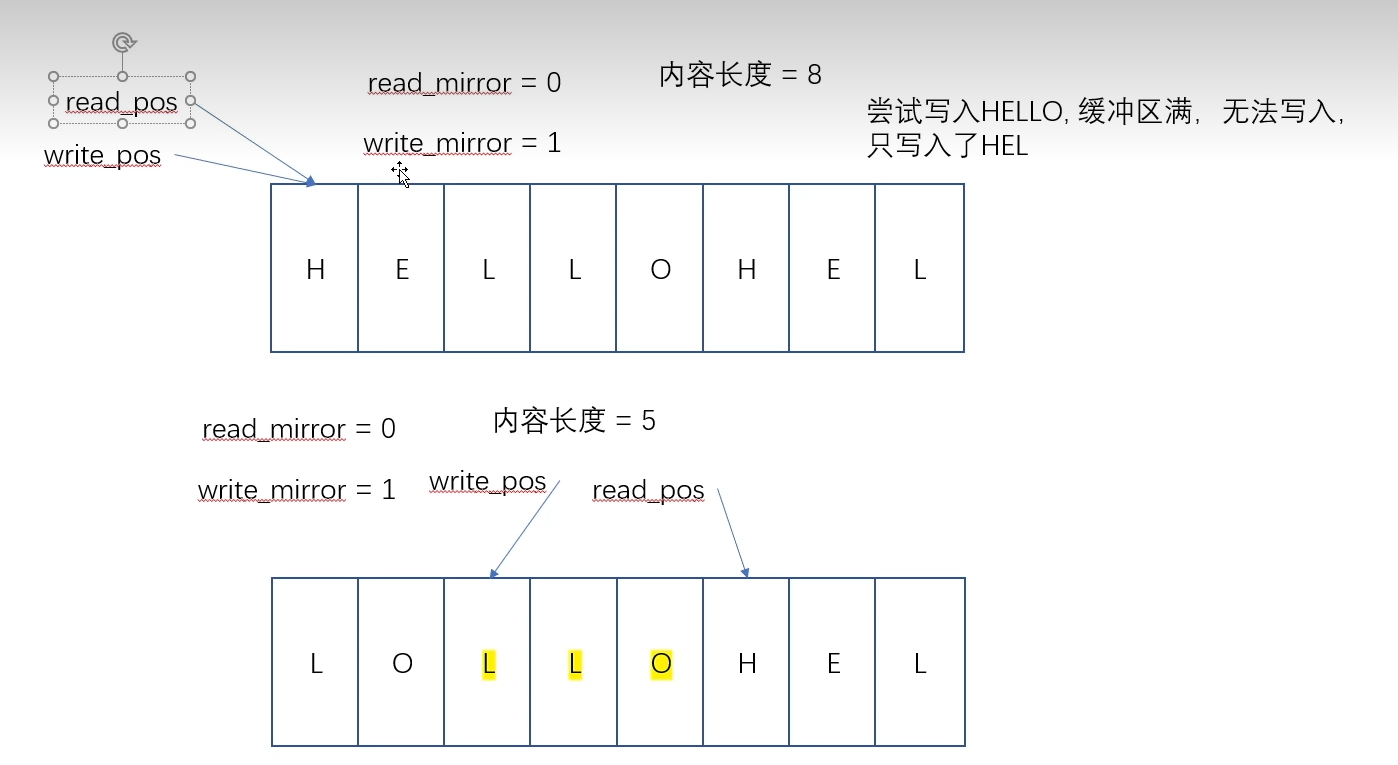 read_mirror = 0
内容长度 = 8
read_pos
尝试写入HELLO, 缓冲区满, 无法写入,
只写入了HEL
write_mirror = 1
write_pos
H E L L O H E L
read_mirror = 0
内容长度 = 5
write_mirror = 1
write_pos
read_pos
L O L L O H E L